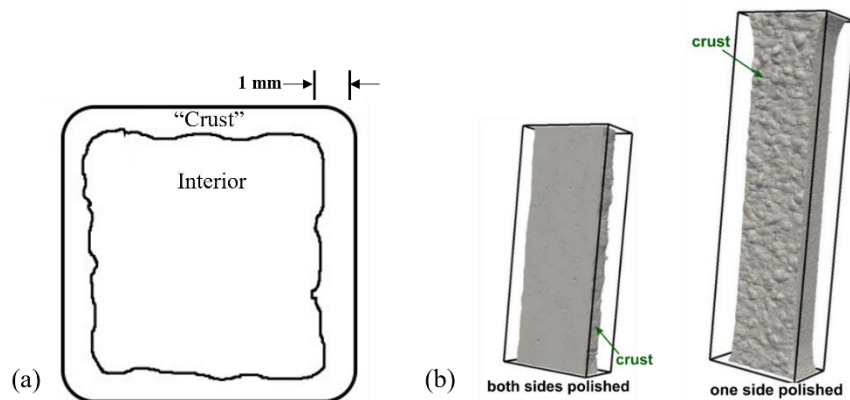 1 mm
“Crust”
Interior
(a)
crust
crust
both sides polished
one side polished
(b)